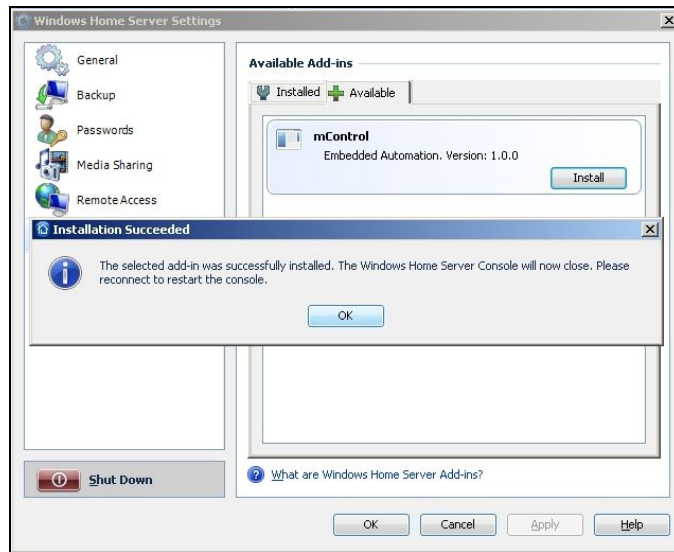 Windows Home Server Settings
General
Backup
Passwords
Media Sharing
Remote Access
Available Add-ins
Installed
Available
mControl
Embedded Automation. Version: 1.0.0
Install
Installation Succeeded
The selected add-in was successfully installed. The Windows Home Server Console will now close. Please
reconnect to restart the console.
OK
Shut Down
What are Windows Home Server Add-ins?
OK
Cancel
Apply
Help